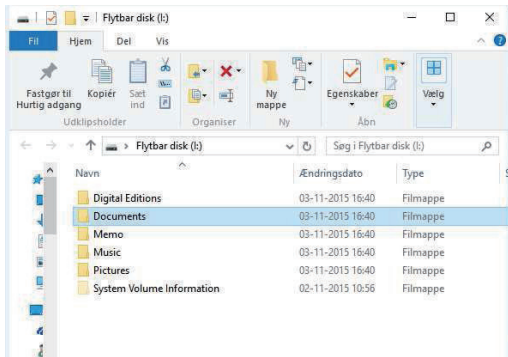 Flytbar disk (I:)
Fil Hjem Del Vis
Fastgør til Hurtig adgang
Kopiér
Sæt ind
Udklipsholder
Organiser
Ny mappe
Ny
Egenskaber
Åbn
Vælg
Flytbar disk (I:)
Søg i Flytbar disk (I:)
Navn Ændringsdato Type
Digital Editions 03-11-2015 16:40 Filmappe
Documents 03-11-2015 16:40 Filmappe
Memo 03-11-2015 16:40 Filmappe
Music 03-11-2015 16:40 Filmappe
Pictures 03-11-2015 16:40 Filmappe
System Volume Information 02-11-2015 10:56 Filmappe